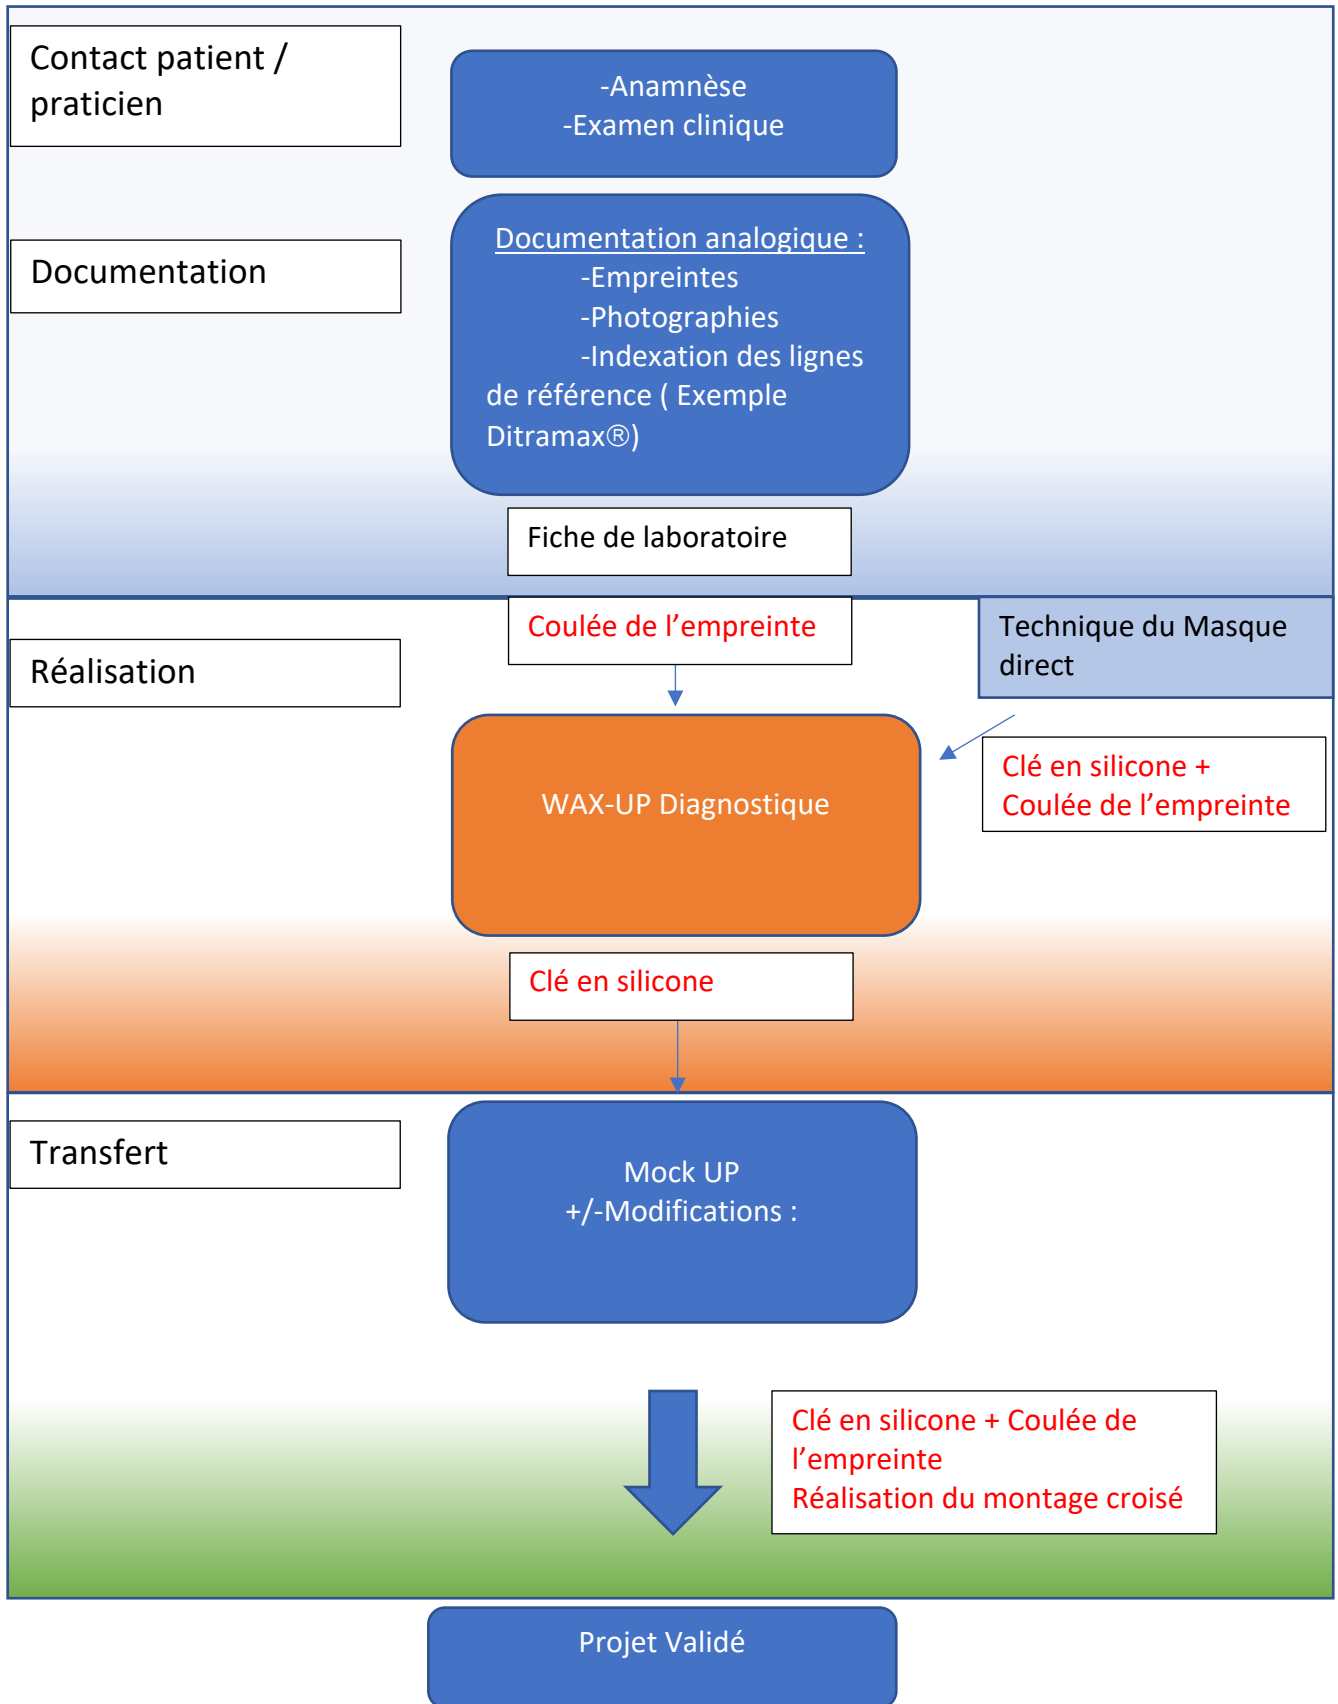 Contact patient /
praticien
-Anamnèse
-Examen clinique
Documentation
Documentation analogique :
-Empreintes
-Photographies
-Indexation des lignes
de référence ( Exemple
Ditramax®)
Fiche de laboratoire
Réalisation
Coulée de l’empreinte
Technique du Masque
direct
Clé en silicone +
Coulée de l’empreinte
WAX-UP Diagnostique
Clé en silicone
Transfert
Mock UP
+/-Modifications :
Clé en silicone + Coulée de
l’empreinte
Réalisation du montage croisé
Projet Validé